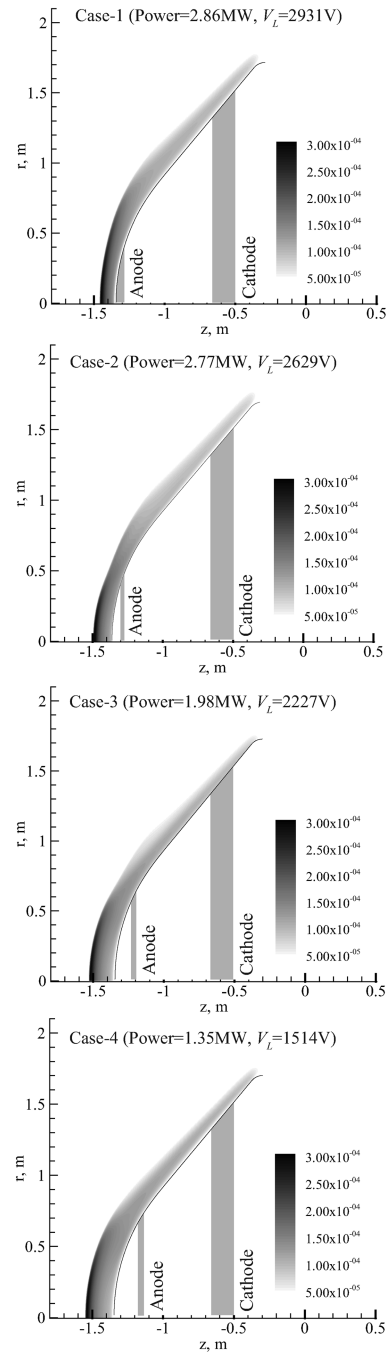 Case-1 (Power=2.86MW, V_L=2931V)
2
1.5
1
0.5
0
r, m
3.00x10^-04
2.50x10^-04
2.00x10^-04
1.50x10^-04
1.00x10^-04
5.00x10^-05
Anode
Cathode
-1.5 -1 -0.5 0 0.5
z, m
Case-2 (Power=2.77MW, V_L=2629V)
2
1.5
1
0.5
0
r, m
3.00x10^-04
2.50x10^-04
2.00x10^-04
1.50x10^-04
1.00x10^-04
5.00x10^-05
Anode
Cathode
-1.5 -1 -0.5 0 0.5
z, m
Case-3 (Power=1.98MW, V_L=2227V)
2
1.5
1
0.5
0
r, m
3.00x10^-04
2.50x10^-04
2.00x10^-04
1.50x10^-04
1.00x10^-04
5.00x10^-05
Anode
Cathode
-1.5 -1 -0.5 0 0.5
z, m
Case-4 (Power=1.35MW, V_L=1514V)
2
1.5
1
0.5
0
r, m
3.00x10^-04
2.50x10^-04
2.00x10^-04
1.50x10^-04
1.00x10^-04
5.00x10^-05
Anode
Cathode
-1.5 -1 -0.5 0 0.5
z, m